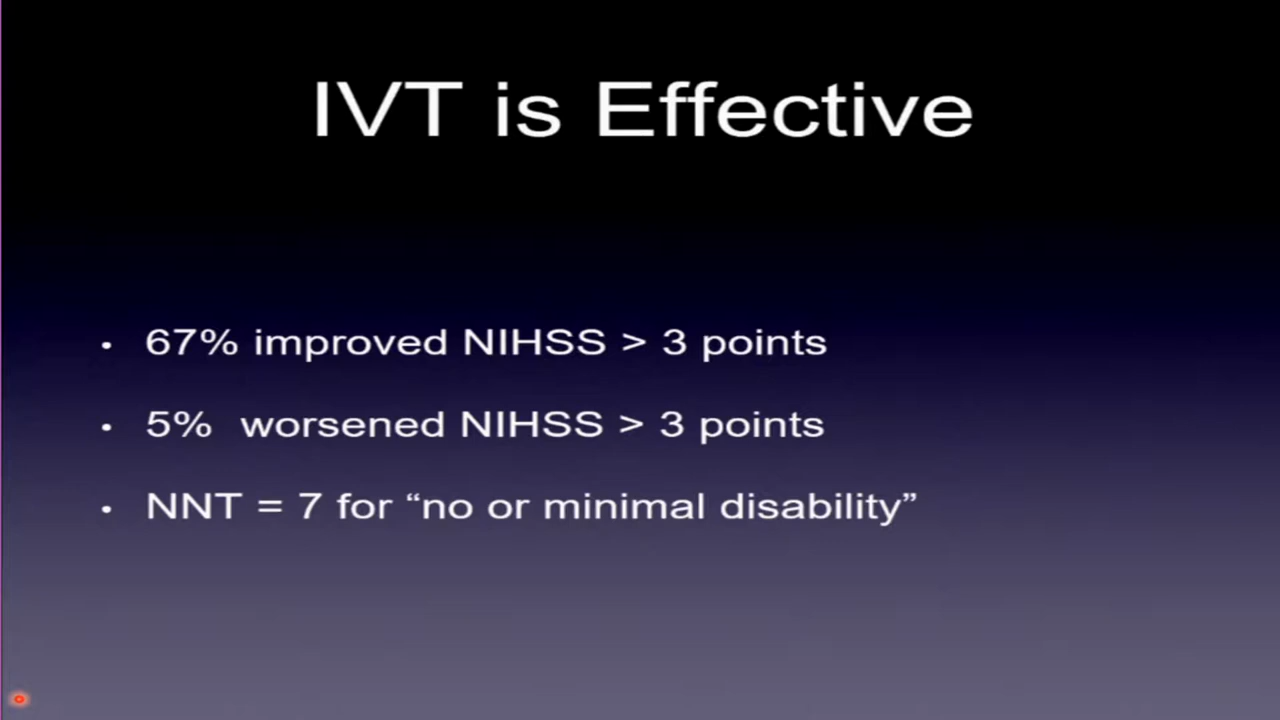 IVT is Effective
• 67% improved NIHSS > 3 points
• 5% worsened NIHSS > 3 points
• NNT = 7 for “no or minimal disability”